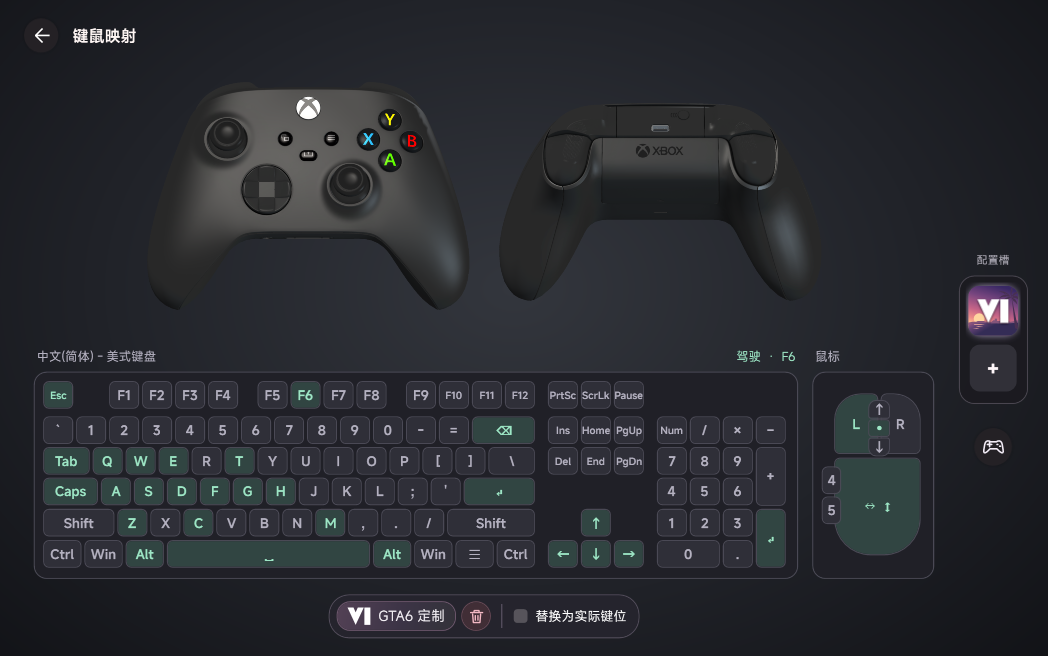 键鼠映射
Y
X B
A
XBOX
配置槽
VI
+
中文(简体) - 美式键盘
驾驶 · F6
鼠标
Esc F1 F2 F3 F4 F5 F6 F7 F8 F9 F10 F11 F12 PrtSc ScrLk Pause
` 1 2 3 4 5 6 7 8 9 0 - = ⌫ Ins Home PgUp Num / × −
Tab Q W E R T Y U I O P [ ] \ Del End PgDn 7 8 9 +
Caps A S D F G H J K L ; ' ↵ 4 5 6
Shift Z X C V B N M , . / Shift ↑ 1 2 3 ↵
Ctrl Win Alt ⎵ Alt Win ☰ Ctrl ← ↓ → 0 .
L ↑ R
↓
4
5 ↔ ↕
VI GTA6 定制 替换为实际键位